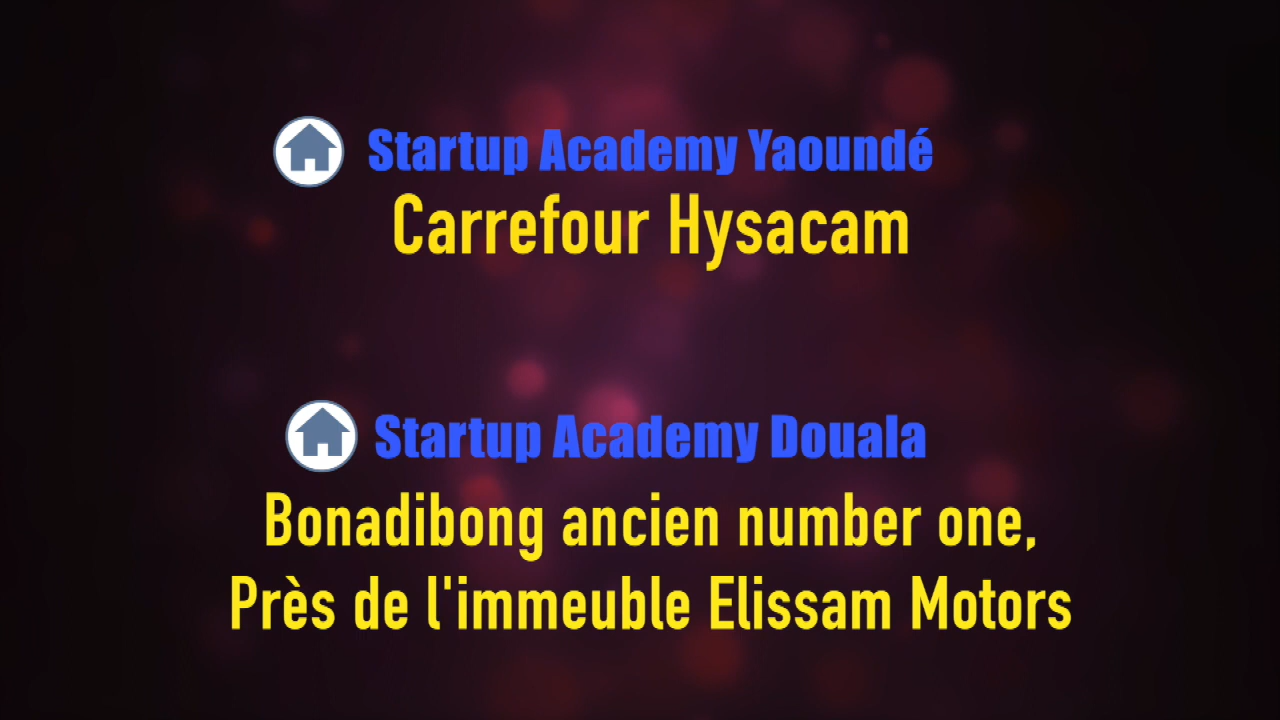 Startup Academy Yaoundé
Carrefour Hysacam
Startup Academy Douala
Bonadibong ancien number one,
Près de l'immeuble Elissam Motors